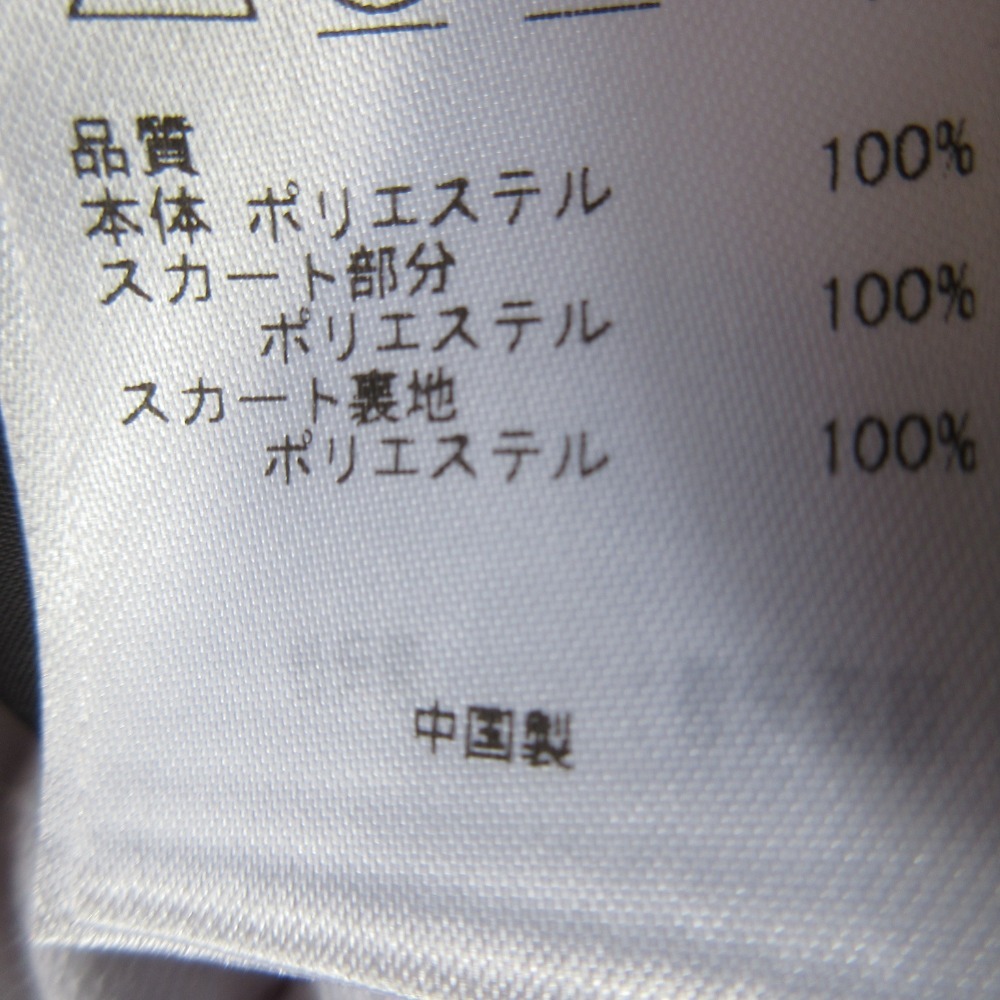 品質
本体 ポリエステル 100%
スカート部分
ポリエステル 100%
スカート裏地
ポリエステル 100%
中国製